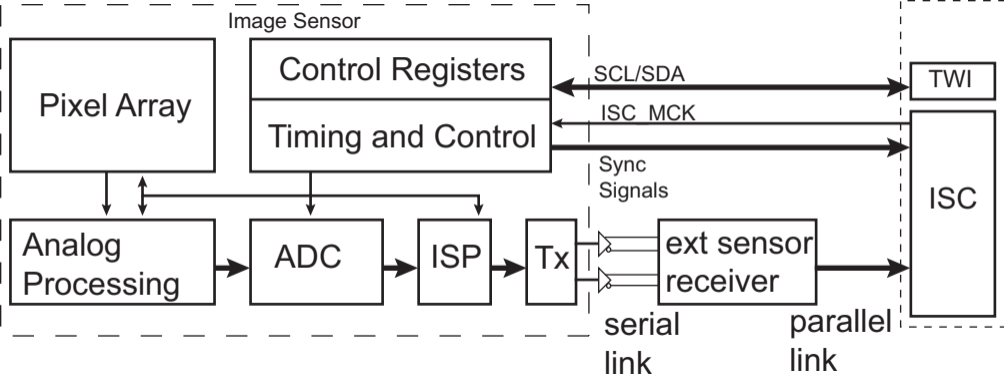 Image Sensor
Pixel Array
Control Registers
Timing and Control
SCL/SDA
TWI
ISC_MCK
Sync
Signals
ISC
Analog
Processing
ADC
ISP
Tx
ext sensor
receiver
serial
link
parallel
link